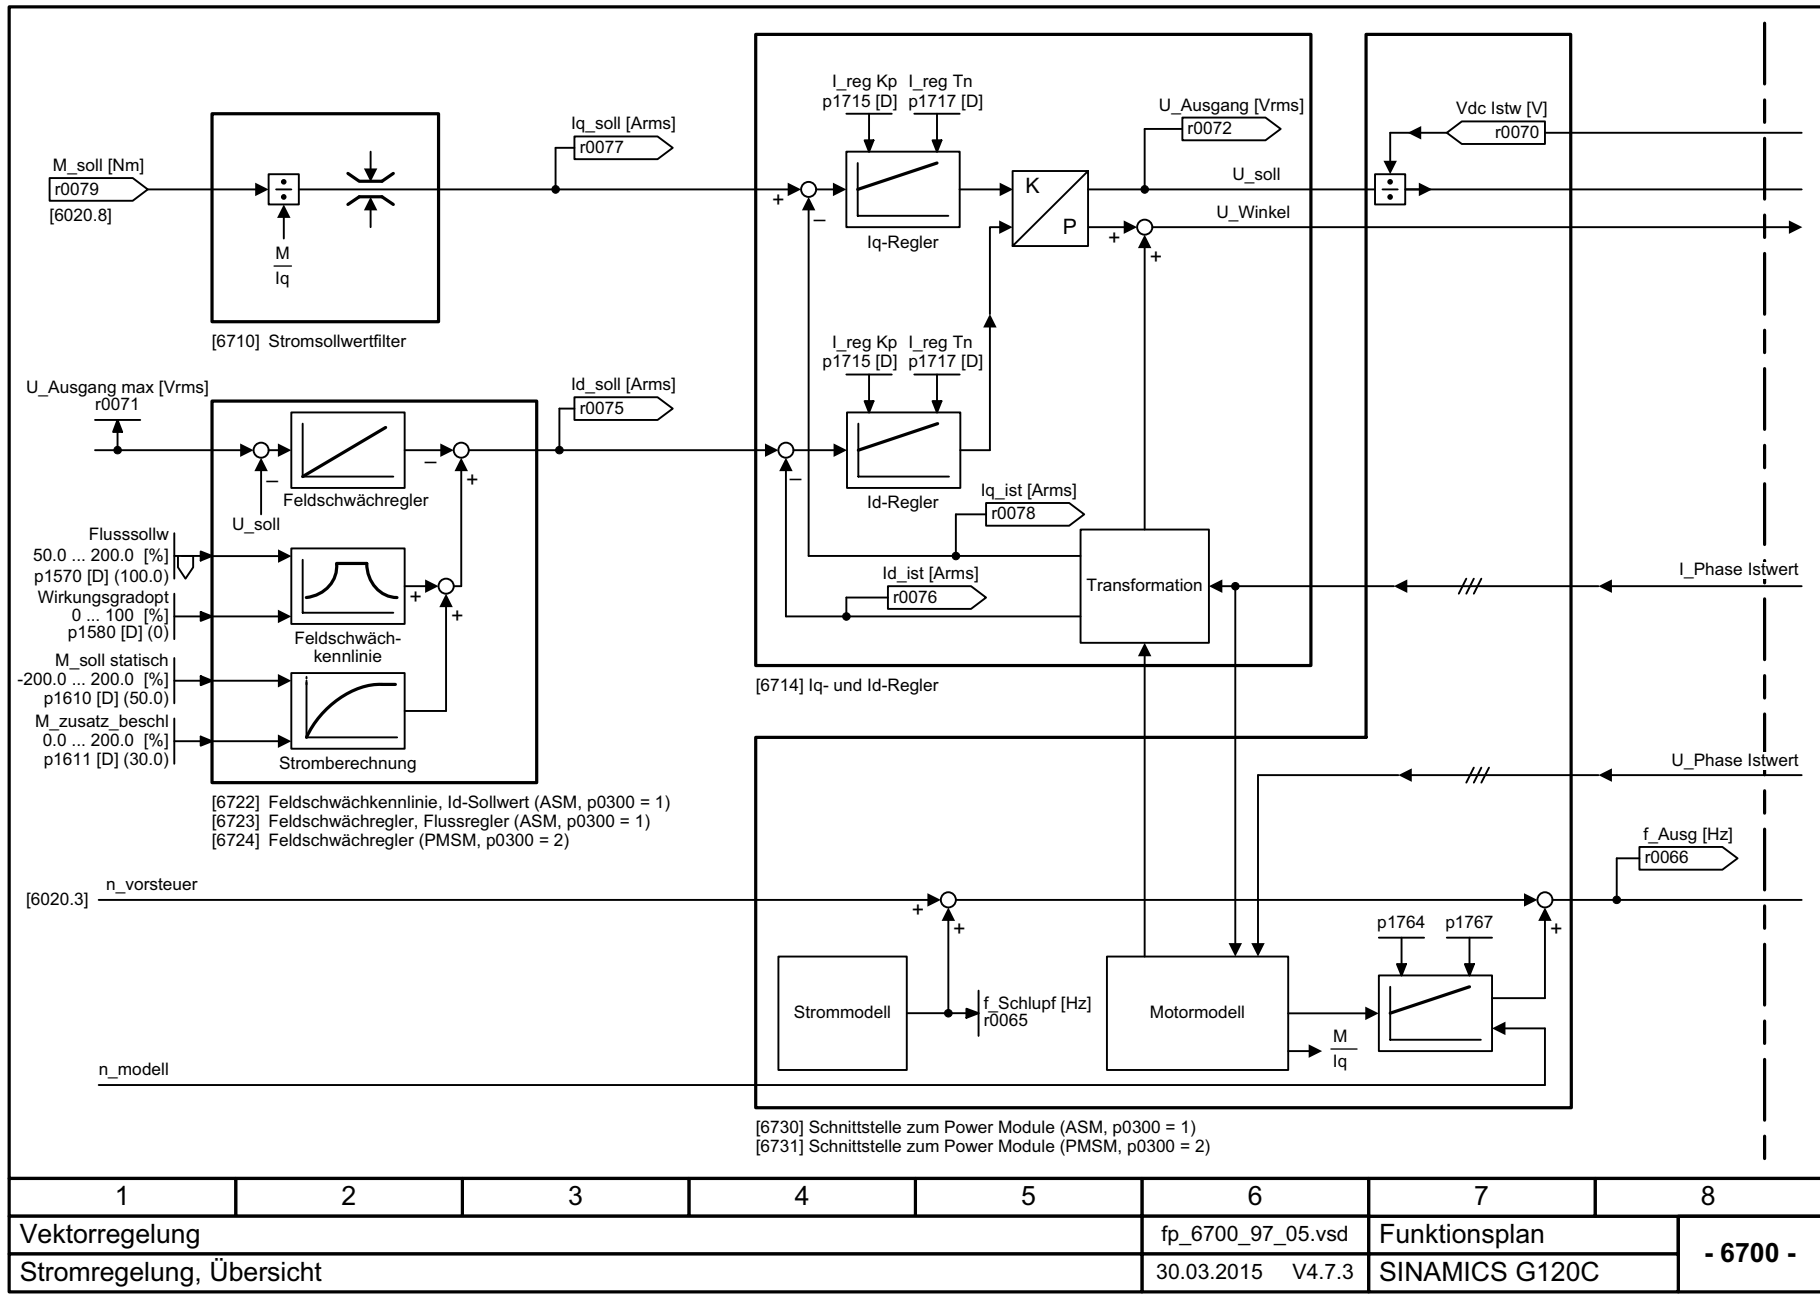 M_soll [Nm]
r0079
[6020.8]
÷
M
Iq
[6710] Stromsollwertfilter
Iq_soll [Arms]
r0077
U_Ausgang max [Vrms]
r0071
–
U_soll
Feldschwächregler
–
+
Flusssollw
50.0 ... 200.0 [%]
p1570 [D] (100.0)
Wirkungsgradopt
0 ... 100 [%]
p1580 [D] (0)
Feldschwäch-
kennlinie
+
+
M_soll statisch
-200.0 ... 200.0 [%]
p1610 [D] (50.0)
M_zusatz_beschl
0.0 ... 200.0 [%]
p1611 [D] (30.0)
Stromberechnung
[6722] Feldschwächkennlinie, Id-Sollwert (ASM, p0300 = 1)
[6723] Feldschwächregler, Flussregler (ASM, p0300 = 1)
[6724] Feldschwächregler (PMSM, p0300 = 2)
Id_soll [Arms]
r0075
I_reg Kp I_reg Tn
p1715 [D] p1717 [D]
+
–
Iq-Regler
K
P
U_Ausgang [Vrms]
r0072
U_soll
U_Winkel
+
+
I_reg Kp I_reg Tn
p1715 [D] p1717 [D]
–
Id-Regler
Iq_ist [Arms]
r0078
Id_ist [Arms]
r0076
Transformation
[6714] Iq- und Id-Regler
Vdc Istw [V]
r0070
÷
I_Phase Istwert
U_Phase Istwert
f_Ausg [Hz]
r0066
[6020.3]
n_vorsteuer
+
+
Strommodell
f_Schlupf [Hz]
r0065
Motormodell
M
Iq
p1764 p1767
+
n_modell
[6730] Schnittstelle zum Power Module (ASM, p0300 = 1)
[6731] Schnittstelle zum Power Module (PMSM, p0300 = 2)
1 2 3 4 5 6 7 8
Vektorregelung
fp_6700_97_05.vsd
Funktionsplan
- 6700 -
Stromregelung, Übersicht
30.03.2015 V4.7.3
SINAMICS G120C